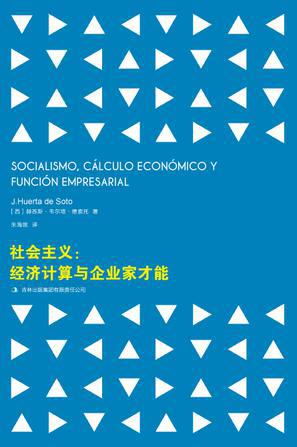 SOCIALISMO, CÁLCULO ECONÓMICO Y
FUNCIÓN EMPRESARIAL
J.Huerta de Soto
[西] 赫苏斯·韦尔塔·德索托 著
朱海就 译
社会主义：
经济计算与企业家才能
吉林出版集团有限责任公司